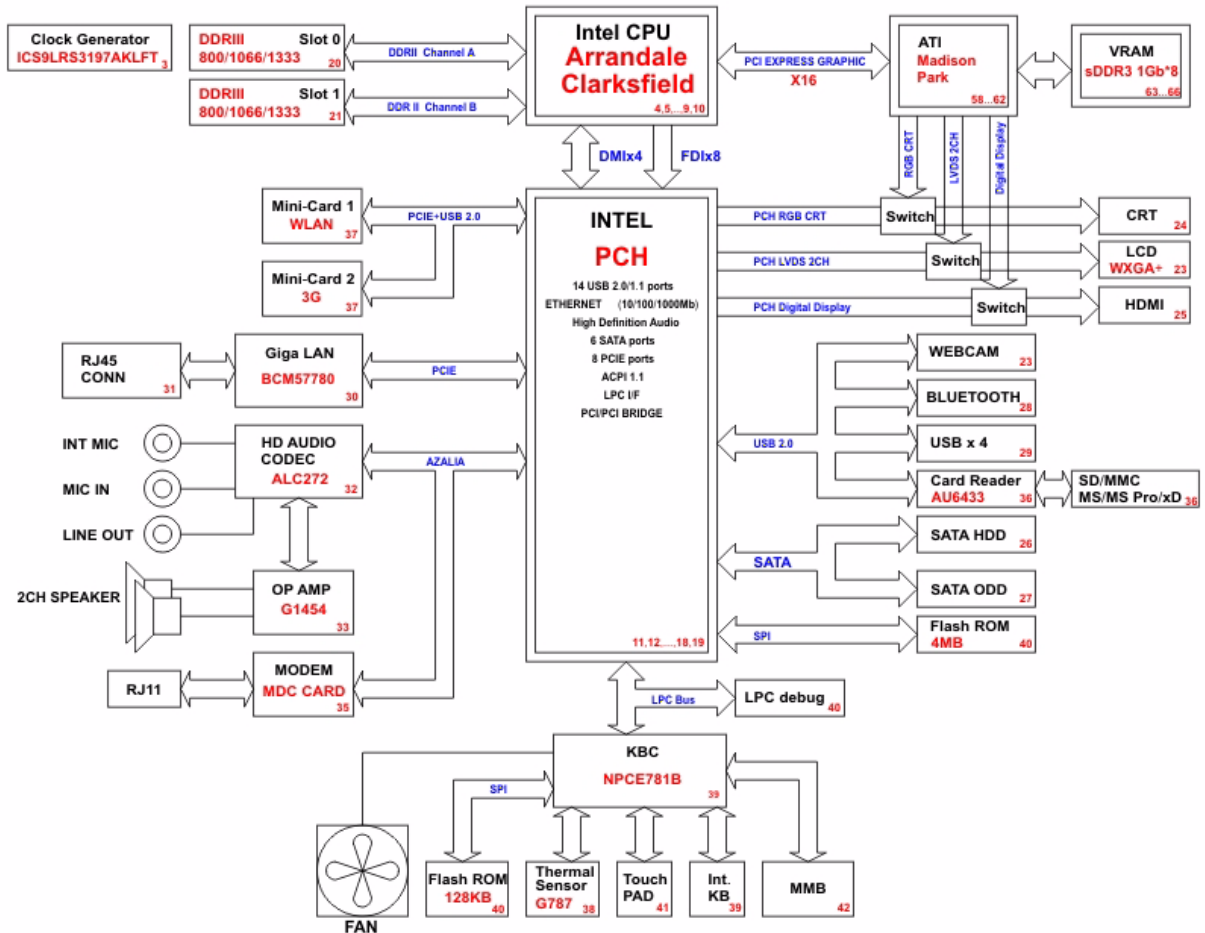 Clock Generator
ICS9LRS3197AKLFT
3
DDRIII Slot 0
800/1066/1333
20
DDRII Channel A
DDRIII Slot 1
800/1066/1333
21
DDR II Channel B
Intel CPU
Arrandale
Clarksfield
4,5,...,9,10
PCI EXPRESS GRAPHIC
X16
ATI
Madison
Park
58...62
VRAM
sDDR3 1Gb*8
63...66
DMIx4
FDIx8
RGB CRT
LVDS 2CH
Digital Display
Mini-Card 1
WLAN
37
PCIE+USB 2.0
Mini-Card 2
3G
37
INTEL
PCH
14 USB 2.0/1.1 ports
ETHERNET (10/100/1000Mb)
High Definition Audio
6 SATA ports
8 PCIE ports
ACPI 1.1
LPC I/F
PCI/PCI BRIDGE
11,12,...,18,19
PCH RGB CRT
Switch
CRT
24
PCH LVDS 2CH
Switch
LCD
WXGA+
23
PCH Digital Display
Switch
HDMI
25
RJ45
CONN
31
Giga LAN
BCM57780
30
PCIE
INT MIC
MIC IN
LINE OUT
HD AUDIO
CODEC
ALC272
32
AZALIA
2CH SPEAKER
OP AMP
G1454
33
RJ11
MODEM
MDC CARD
35
USB 2.0
WEBCAM
23
BLUETOOTH
28
USB x 4
29
Card Reader
AU6433
36
SD/MMC
MS/MS Pro/xD
36
SATA
SATA HDD
26
SATA ODD
27
SPI
Flash ROM
4MB
40
LPC Bus
LPC debug
40
KBC
NPCE781B
39
SPI
FAN
Flash ROM
128KB
40
Thermal
Sensor
G787
38
Touch
PAD
41
Int.
KB
39
MMB
42